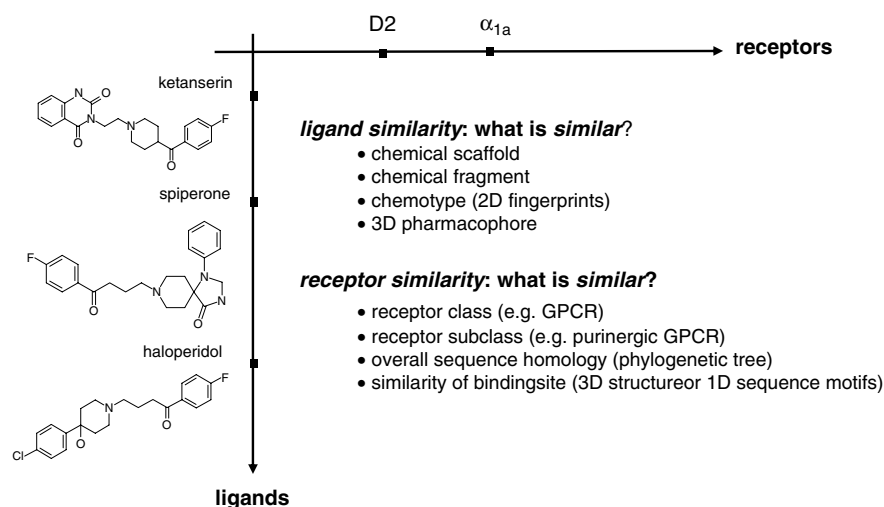 D2 α1a
receptors
ketanserin
N
O
N
N
O
O
F
ligand similarity: what is similar?
• chemical scaffold
• chemical fragment
• chemotype (2D fingerprints)
• 3D pharmacophore
spiperone
F
O
N
N
N
O
receptor similarity: what is similar?
• receptor class (e.g. GPCR)
• receptor subclass (e.g. purinergic GPCR)
• overall sequence homology (phylogenetic tree)
• similarity of bindingsite (3D structureor 1D sequence motifs)
haloperidol
F
N
O
Cl
O
ligands